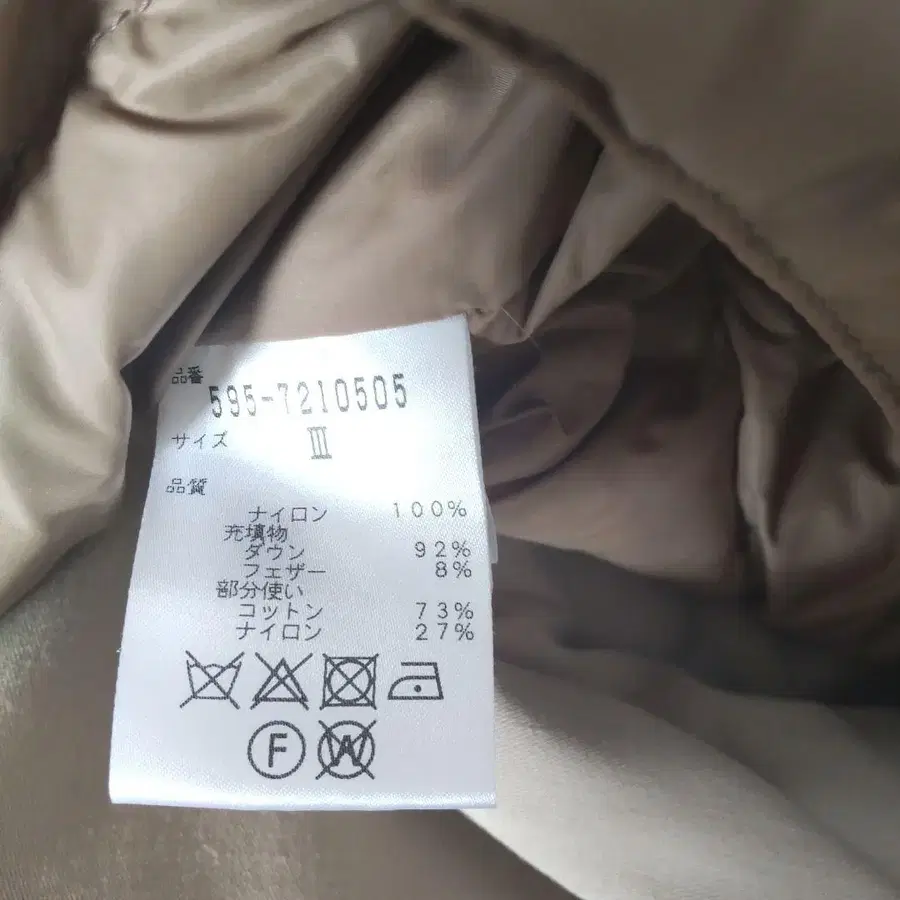 品番
595-7210505
サイズ III
品質
ナイロン 100%
充填物
ダウン 92%
フェザー 8%
部分使い
コットン 73%
ナイロン 27%
F W